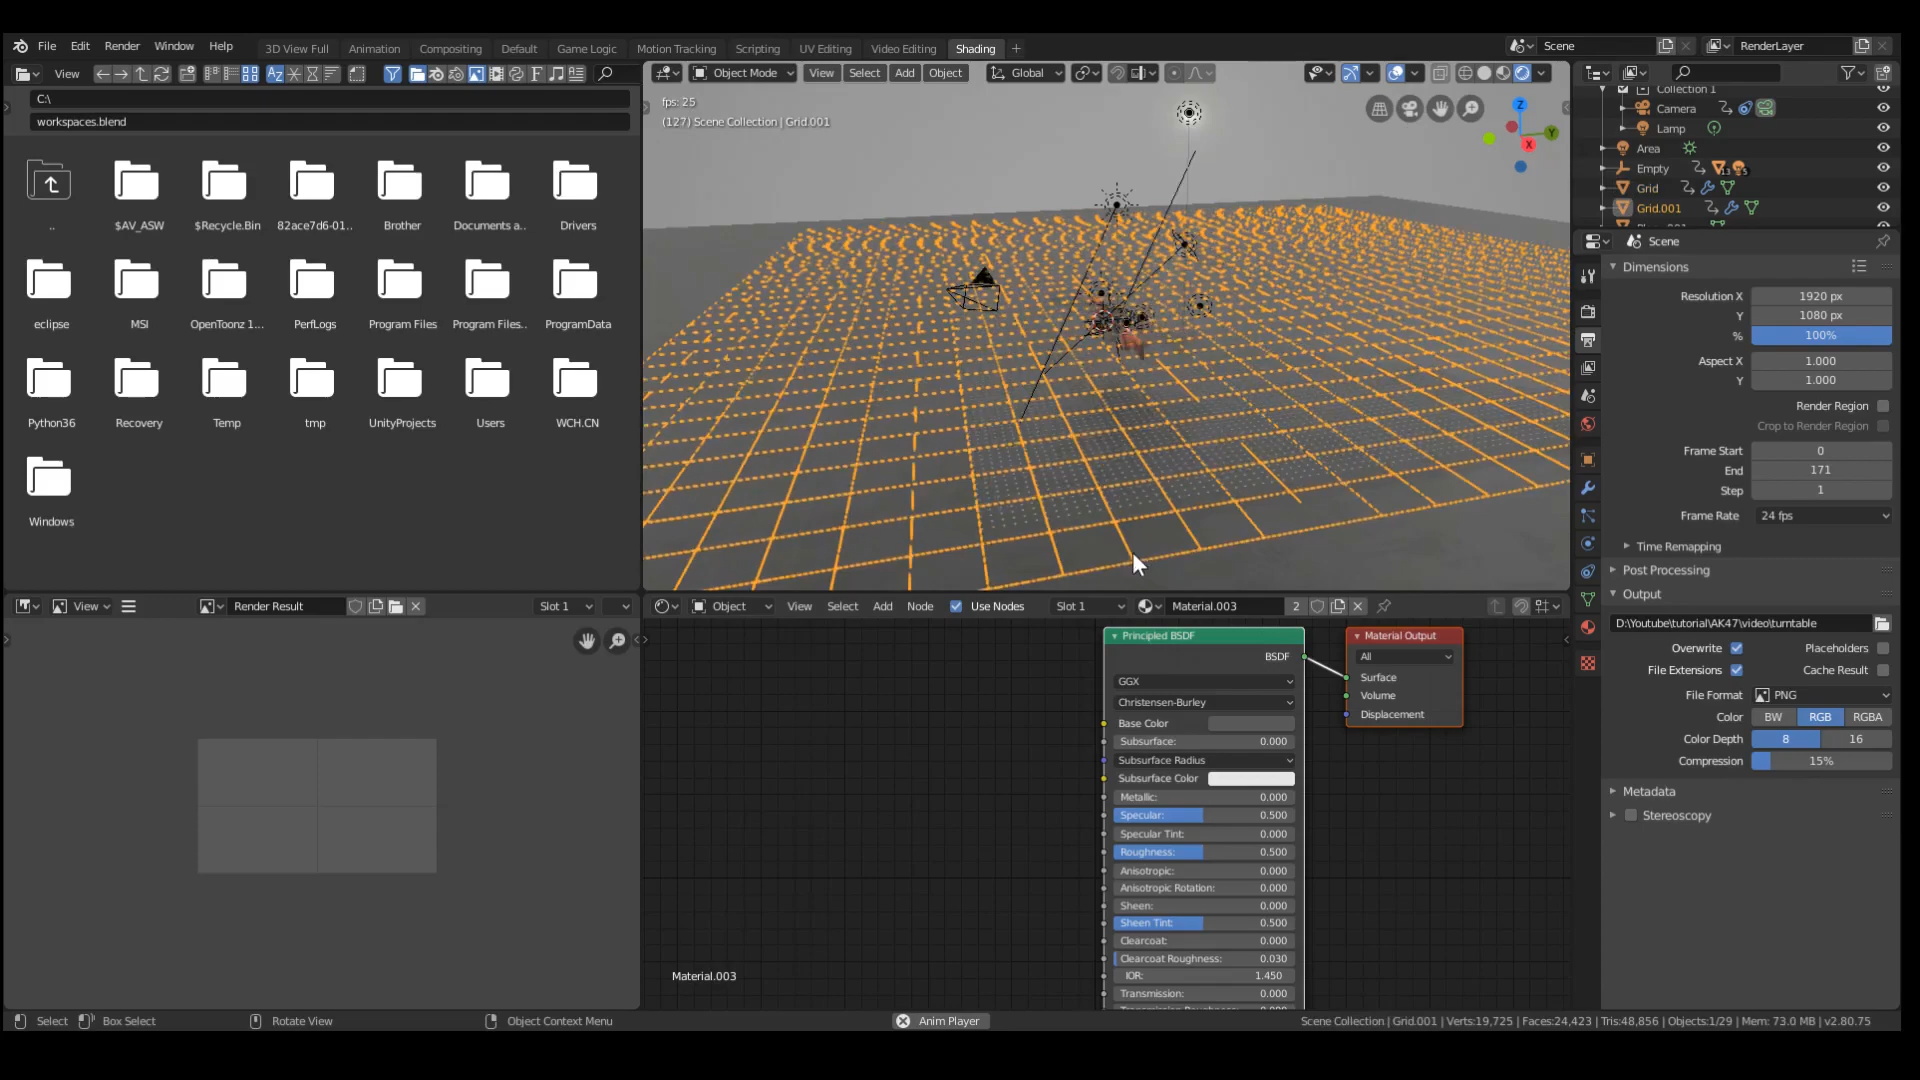 File Edit Render Window Help
3D View Full Animation Compositing Default Game Logic Motion Tracking Scripting UV Editing Video Editing Shading +
Scene
RenderLayer
View
C:\
workspaces.blend
.. $AV_ASW $Recycle.Bin 82ace7d6-01.. Brother Documents a.. Drivers
eclipse MSI OpenToonz 1... PerfLogs Program Files Program Files.. ProgramData
Python36 Recovery Temp tmp UnityProjects Users WCH.CN
Windows
Object Mode View Select Add Object Global
fps: 25
(127) Scene Collection | Grid.001
Z
Y
X
Collection 1
Camera
Lamp
Area
Empty 13 5
Grid
Grid.001
Scene
Dimensions
Resolution X 1920 px
Y 1080 px
% 100%
Aspect X 1.000
Y 1.000
Render Region
Crop to Render Region
Frame Start 0
End 171
Step 1
Frame Rate 24 fps
Time Remapping
Post Processing
Output
D:\Youtube\tutorial\AK47\video\turntable
Overwrite Placeholders
File Extensions Cache Result
File Format PNG
Color BW RGB RGBA
Color Depth 8 16
Compression 15%
Metadata
Stereoscopy
View Render Result Slot 1
Object View Select Add Node Use Nodes Slot 1 Material.003 2
Principled BSDF
BSDF
GGX
Christensen-Burley
Base Color
Subsurface: 0.000
Subsurface Radius
Subsurface Color
Metallic: 0.000
Specular: 0.500
Specular Tint: 0.000
Roughness: 0.500
Anisotropic: 0.000
Anisotropic Rotation: 0.000
Sheen: 0.000
Sheen Tint: 0.500
Clearcoat: 0.000
Clearcoat Roughness: 0.030
IOR: 1.450
Transmission: 0.000
Material Output
All
Surface
Volume
Displacement
Material.003
Select Box Select Rotate View Object Context Menu Anim Player
Scene Collection | Grid.001 | Verts:19,725 | Faces:24,423 | Tris:48,856 | Objects:1/29 | Mem: 73.0 MB | v2.80.75